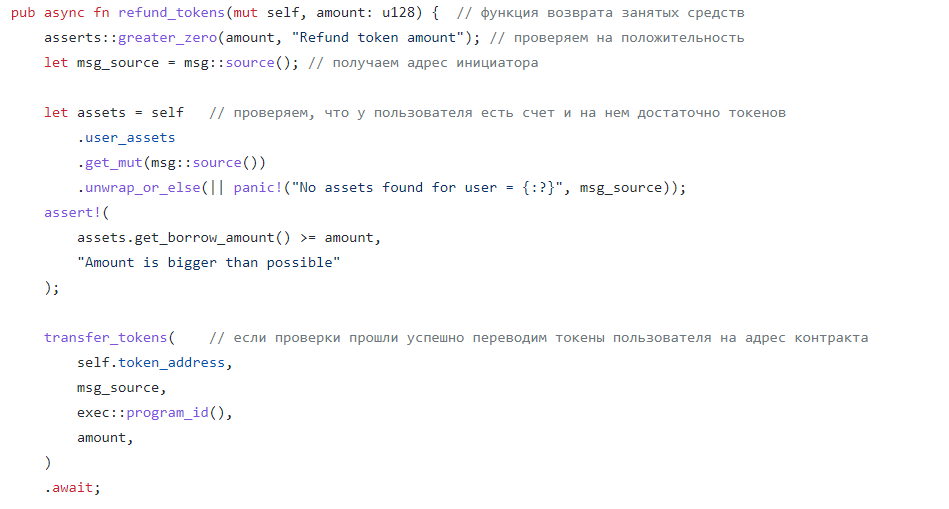 pub async fn refund_tokens(mut self, amount: u128) {  // функция возврата занятых средств
    asserts::greater_zero(amount, "Refund token amount"); // проверяем на положительность
    let msg_source = msg::source(); // получаем адрес инициатора

    let assets = self   // проверяем, что у пользователя есть счет и на нем достаточно токенов
        .user_assets
        .get_mut(msg::source())
        .unwrap_or_else(|| panic!("No assets found for user = {:?}", msg_source));
    assert!(
        assets.get_borrow_amount() >= amount,
        "Amount is bigger than possible"
    );

    transfer_tokens(    // если проверки прошли успешно переводим токены пользователя на адрес контракта
        self.token_address,
        msg_source,
        exec::program_id(),
        amount,
    )
    .await;